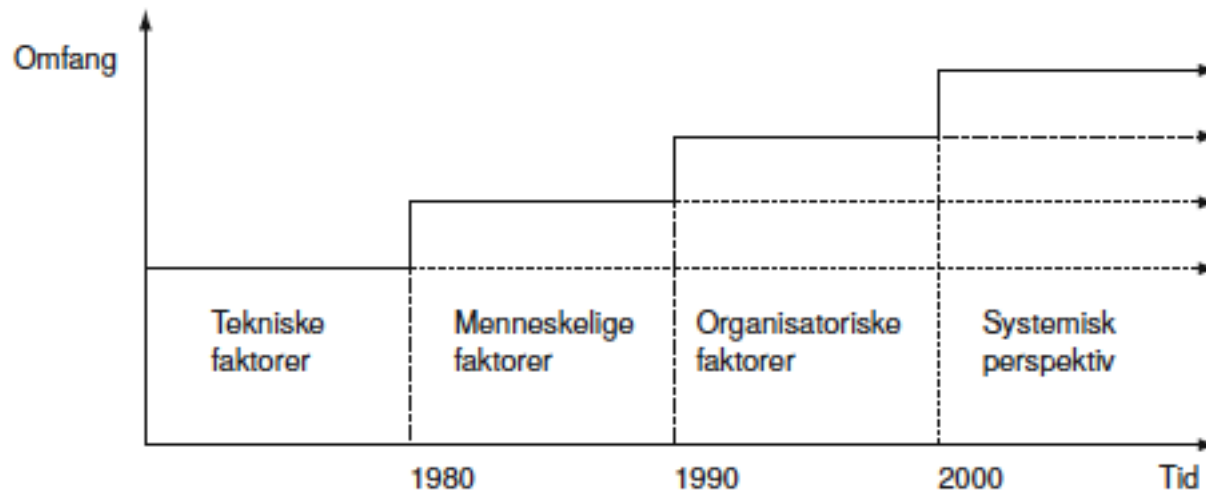 Omfang
Tekniske
faktorer
Menneskelige
faktorer
Organisatoriske
faktorer
Systemisk
perspektiv
1980
1990
2000
Tid